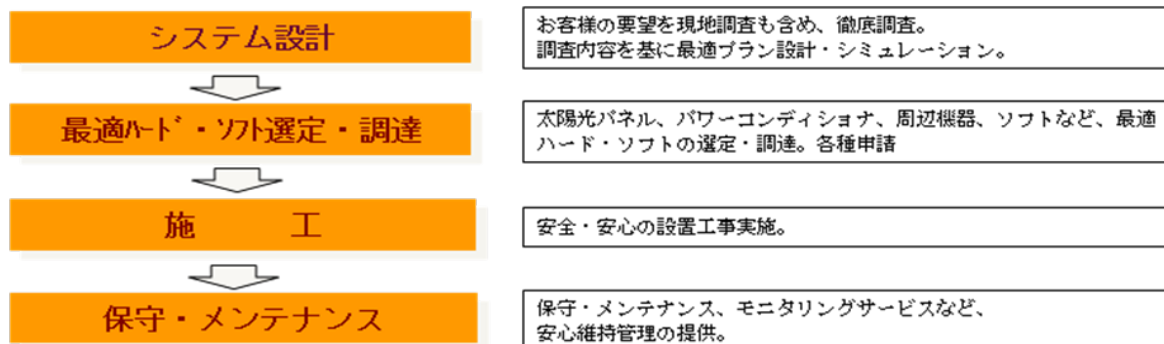 システム設計
お客様の要望を現地調査も含め、徹底調査。
調査内容を基に最適プラン設計・シミュレーション。
最適ﾊｰﾄﾞ・ｿﾌﾄ選定・調達
太陽光パネル、パワーコンディショナ、周辺機器、ソフトなど、最適
ハード・ソフトの選定・調達。各種申請
施　　　工
安全・安心の設置工事実施。
保守・メンテナンス
保守・メンテナンス、モニタリングサービスなど、
安心維持管理の提供。